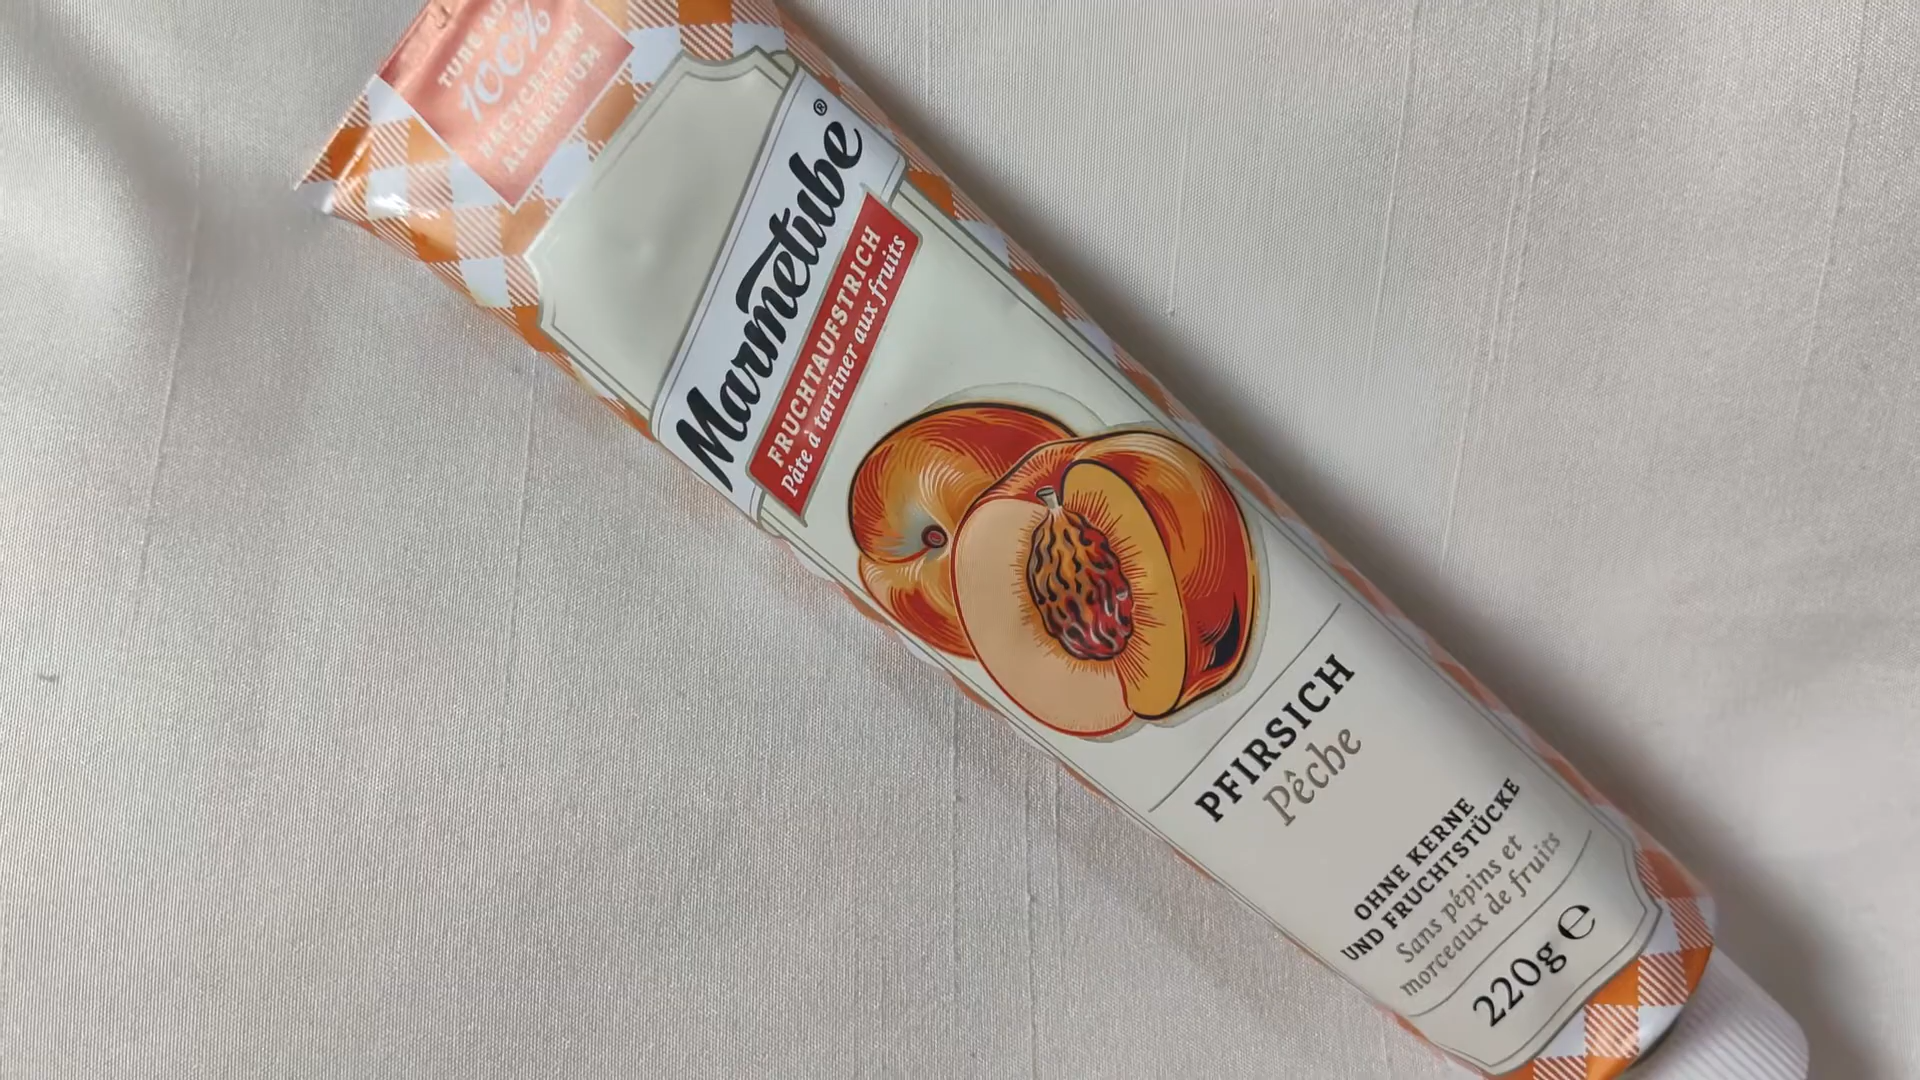 TUBE AUS
100%
RECYCELTEM
ALUMINIUM
Marmetube®
FRUCHTAUFSTRICH
Pâte à tartiner aux fruits
PFIRSICH
Pêche
OHNE KERNE
UND FRUCHTSTÜCKE
Sans pépins et
morceaux de fruits
220g ℮